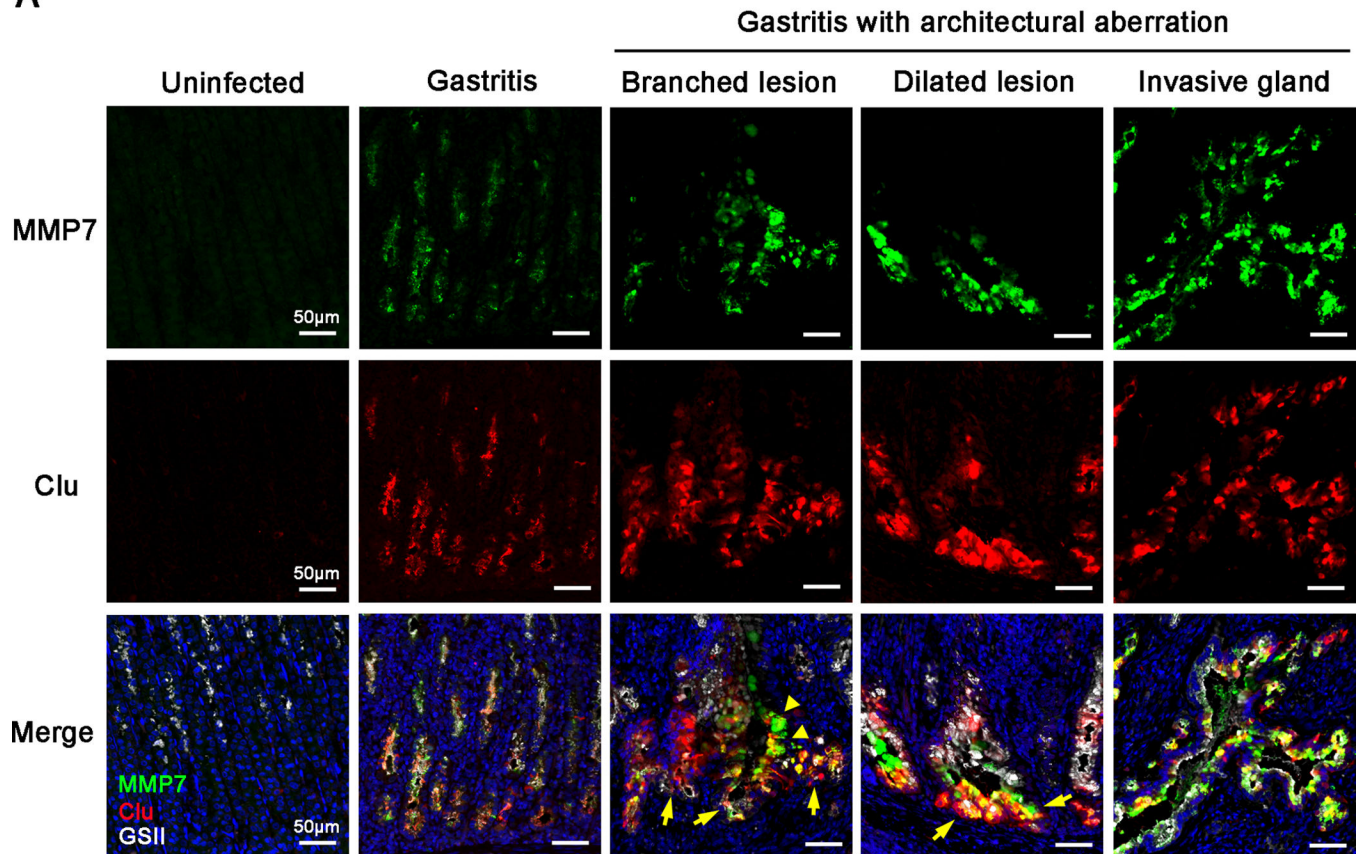 A
Gastritis with architectural aberration
Uninfected
Gastritis
Branched lesion
Dilated lesion
Invasive gland
MMP7
50µm
Clu
50µm
Merge
MMP7
Clu
GSII
50µm